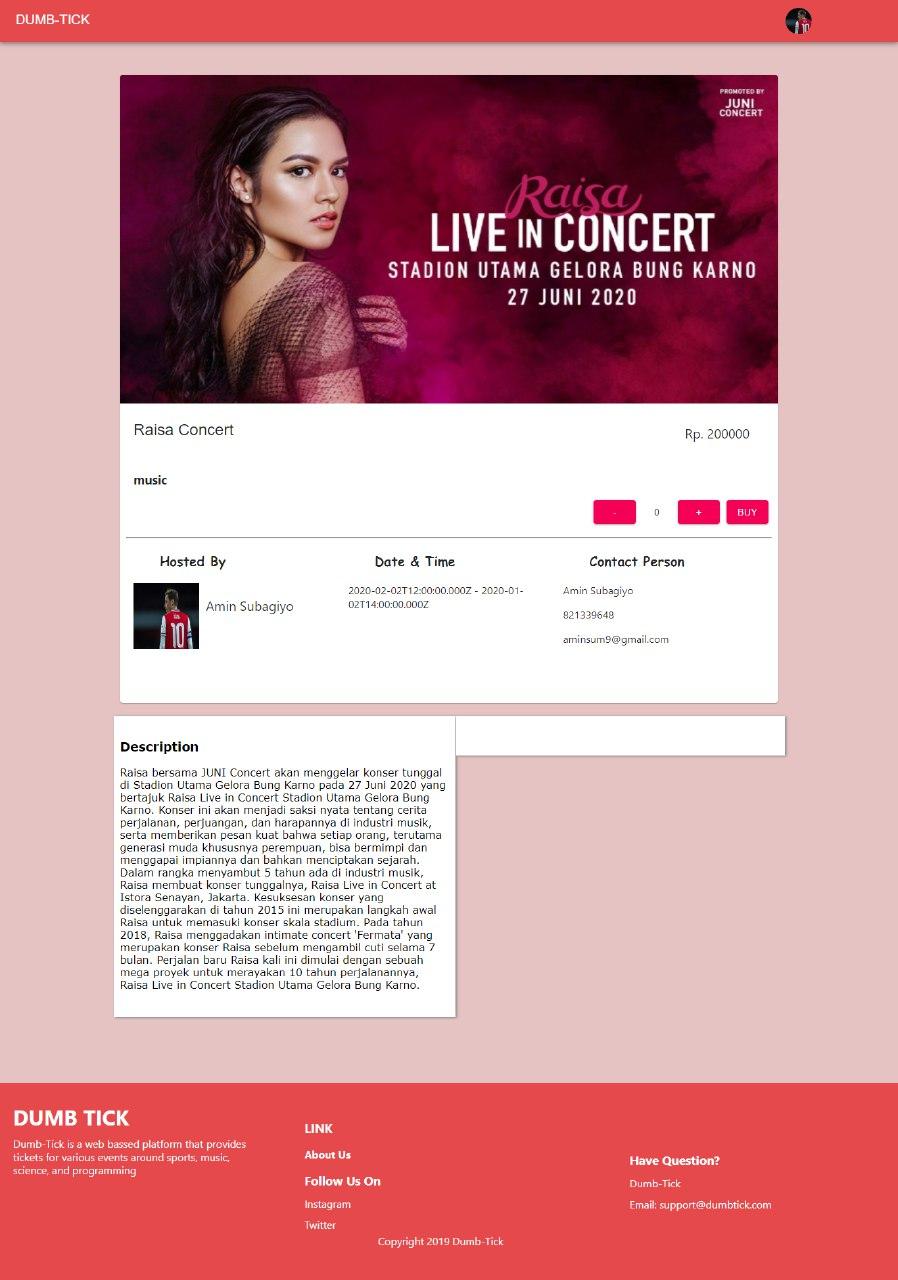 DUMB-TICK
PROMOTED BY
JUNI
CONCERT
Raisa
LIVE IN CONCERT
STADION UTAMA GELORA BUNG KARNO
27 JUNI 2020
Raisa Concert
Rp. 200000
music
-
0
+
BUY
Hosted By
Amin Subagiyo
10
Date & Time
2020-02-02T12:00:00.000Z - 2020-01-
02T14:00:00.000Z
Contact Person
Amin Subagiyo
821339648
aminsum9@gmail.com
Description
Raisa bersama JUNI Concert akan menggelar konser tunggal
di Stadion Utama Gelora Bung Karno pada 27 Juni 2020 yang
bertajuk Raisa Live in Concert Stadion Utama Gelora Bung
Karno. Konser ini akan menjadi saksi nyata tentang cerita
perjalanan, perjuangan, dan harapannya di industri musik,
serta memberikan pesan kuat bahwa setiap orang, terutama
generasi muda khususnya perempuan, bisa bermimpi dan
menggapai impiannya dan bahkan menciptakan sejarah.
Dalam rangka menyambut 5 tahun ada di industri musik,
Raisa membuat konser tunggalnya, Raisa Live in Concert at
Istora Senayan, Jakarta. Kesuksesan konser yang
diselenggarakan di tahun 2015 ini merupakan langkah awal
Raisa untuk memasuki konser skala stadium. Pada tahun
2018, Raisa menggadakan intimate concert 'Fermata' yang
merupakan konser Raisa sebelum mengambil cuti selama 7
bulan. Perjalan baru Raisa kali ini dimulai dengan sebuah
mega proyek untuk merayakan 10 tahun perjalanannya,
Raisa Live in Concert Stadion Utama Gelora Bung Karno.
DUMB TICK
Dumb-Tick is a web bassed platform that provides
tickets for various events around sports, music,
science, and programming
LINK
About Us
Follow Us On
Instagram
Twitter
Have Question?
Dumb-Tick
Email: support@dumbtick.com
Copyright 2019 Dumb-Tick